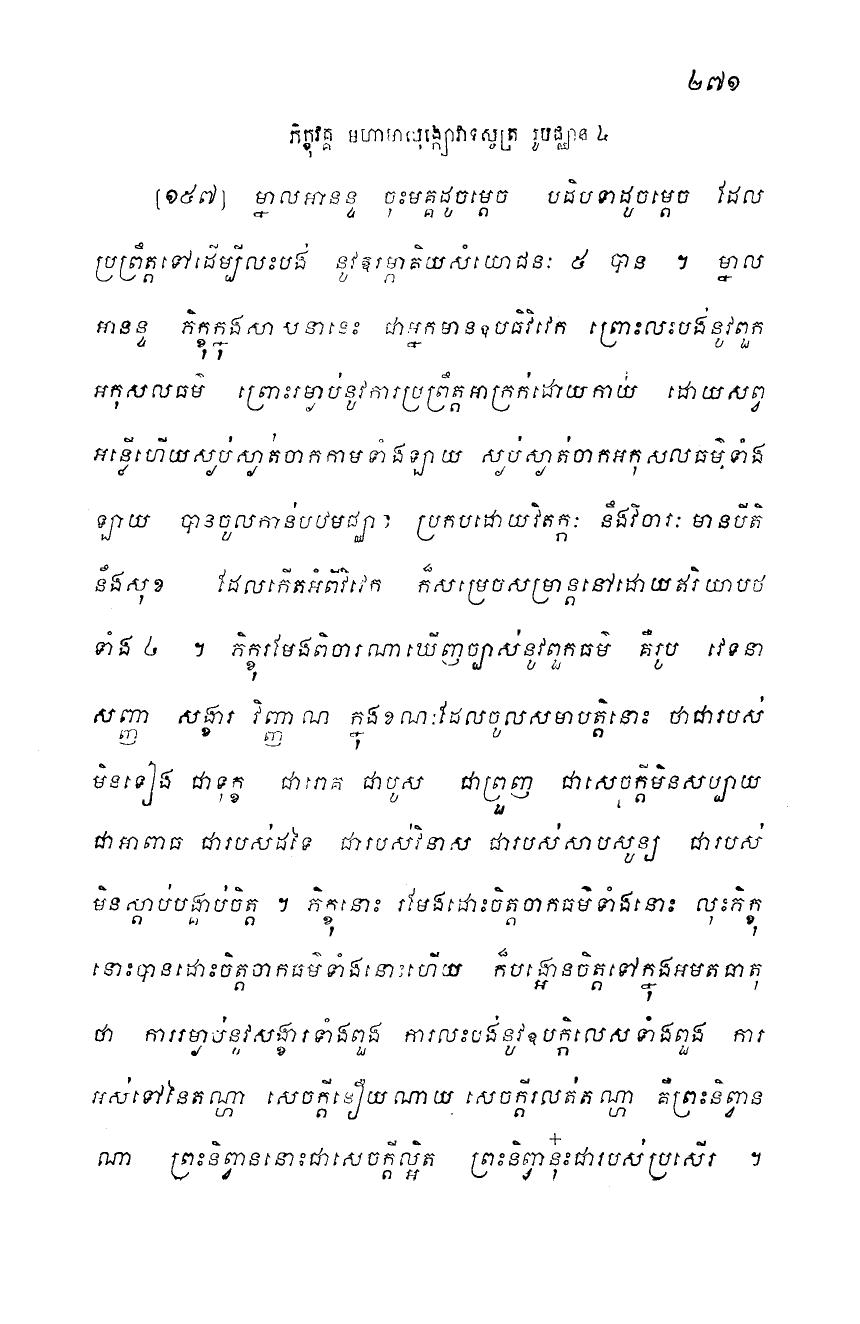 ២៧១
ភិក្ខុវគ្គ មហាមាលុង្ក្យោវាទសូត្រ រូបជ្ឈាន ៤
[១៥៧] ម្នាលអានន្ទ ចុះមគ្គដូចម្តេច បដិបទាដូចម្តេច ដែល
ប្រព្រឹត្តទៅដើម្បីលះបង់ នូវឱរម្ភាគិយសំយោជនៈ ៥ បាន ។ ម្នាល
អានន្ទ ភិក្ខុក្នុងសាសនានេះ ជាអ្នកមានឧបធិវិវេក ព្រោះលះបង់នូវពួក
អកុសលធម៌ ព្រោះរម្ងាប់នូវការប្រព្រឹត្តអាក្រក់ដោយកាយ ដោយសព្វ
អន្លើហើយស្ងប់ស្ងាត់ចាកកាមទាំងឡាយ ស្ងប់ស្ងាត់ចាកអកុសលធម៌ទាំង
ឡាយ បានចូលកាន់បឋមជ្ឈាន ប្រកបដោយវិតក្កៈ នឹងវិចារៈ មានបីតិ
នឹងសុខ ដែលកើតអំពីវិវេក ក៏សម្រេចសម្រាន្តនៅដោយឥរិយាបថ
ទាំង ៤ ។ ភិក្ខុរមែងពិចារណាឃើញច្បាស់នូវពួកធម៌ គឺរូប វេទនា
សញ្ញា សង្ខារ វិញ្ញាណ ក្នុងខណៈដែលចូលសមាបត្តិនោះ ថាជារបស់
មិនទៀង ជាទុក្ខ ជារោគ ជាបួស ជាព្រួញ ជាសេចុក្តីមិនសប្បាយ
ជាអាពាធ ជារបស់ដទៃ ជារបស់វិនាស ជារបស់សាបសូន្យ ជារបស់
មិនស្តាប់បង្គាប់ចិត្ត ។ ភិក្ខុនោះ រមែងដោះចិត្តចាកធម៌ទាំងនោះ លុះភិក្ខុ
នោះបានដោះចិត្តចាកធម៌ទាំងនោះហើយ ក៏បង្អោនចិត្តទៅក្នុងអមតធាតុ
ថា ការរម្ងាប់នូវសង្ខារទាំងពួង ការលះបង់នូវឧបក្កិលេសទាំងពួង ការ
អស់ទៅនៃតណ្ហា សេចក្តីនឿយណាយ សេចក្តីរលត់តណ្ហា គឺព្រះនិព្វាន
ណា ព្រះនិព្វាននោះជាសេចក្តីល្អិត ព្រះនិព្វានុ៎ះជារបស់ប្រសើរ ។